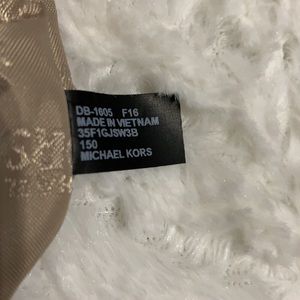 DB-1605 F16
MADE IN VIETNAM
35F1GJSW3B
150
MICHAEL KORS